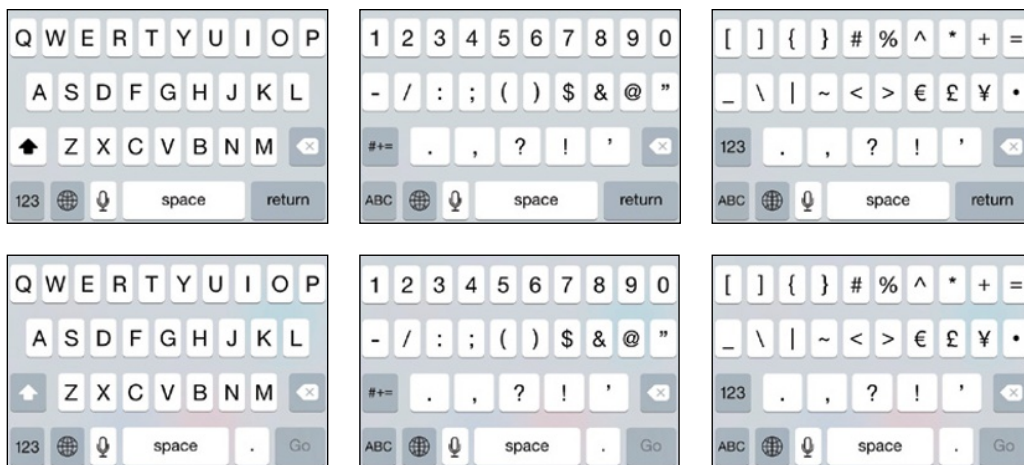 Q W E R T Y U I O P
A S D F G H J K L
Z X C V B N M
123 space return
1 2 3 4 5 6 7 8 9 0
- / : ; ( ) $ & @ "
#+= . , ? ! '
ABC space return
[ ] { } # % ^ * + =
_ \ | ~ < > € £ ¥ •
123 . , ? ! '
ABC space return
Q W E R T Y U I O P
A S D F G H J K L
Z X C V B N M
123 space . Go
1 2 3 4 5 6 7 8 9 0
- / : ; ( ) $ & @ "
#+= . , ? ! '
ABC space . Go
[ ] { } # % ^ * + =
_ \ | ~ < > € £ ¥ •
123 . , ? ! '
ABC space . Go